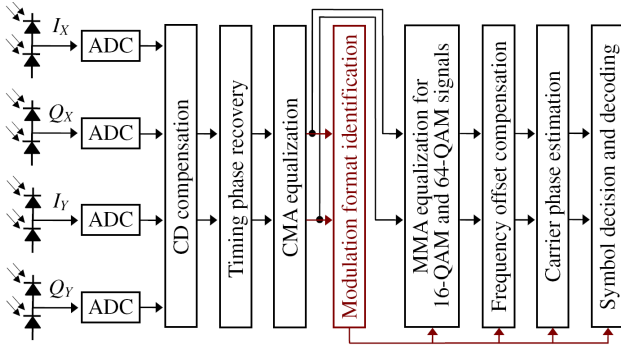 I_X
ADC
Q_X
ADC
I_Y
ADC
Q_Y
ADC
CD compensation
Timing phase recovery
CMA equalization
Modulation format identification
MMA equalization for
16-QAM and 64-QAM signals
Frequency offset compensation
Carrier phase estimation
Symbol decision and decoding